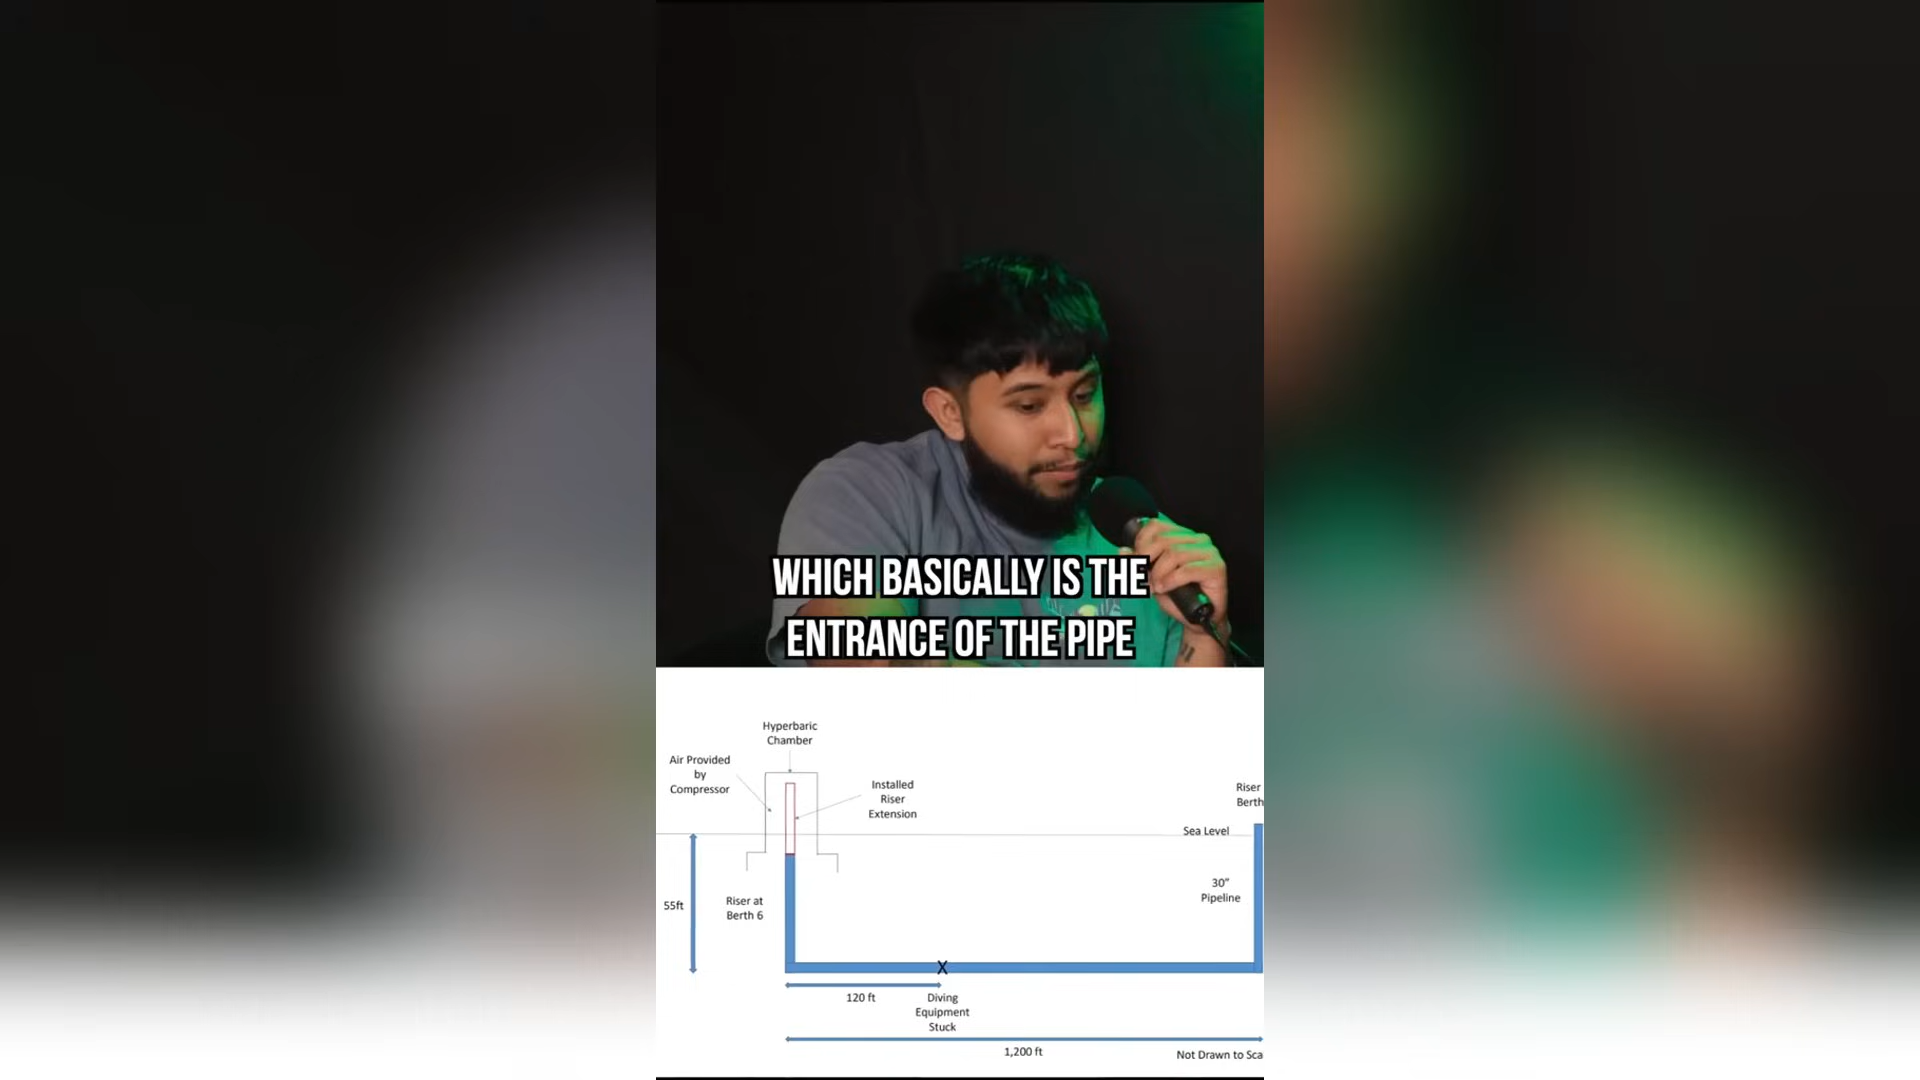 WHICH BASICALLY IS THE
ENTRANCE OF THE PIPE
Hyperbaric
Chamber
Air Provided
by
Compressor
Installed
Riser
Extension
Riser
Berth
Sea Level
30”
Pipeline
55ft
Riser at
Berth 6
X
120 ft
Diving
Equipment
Stuck
1,200 ft
Not Drawn to Sca